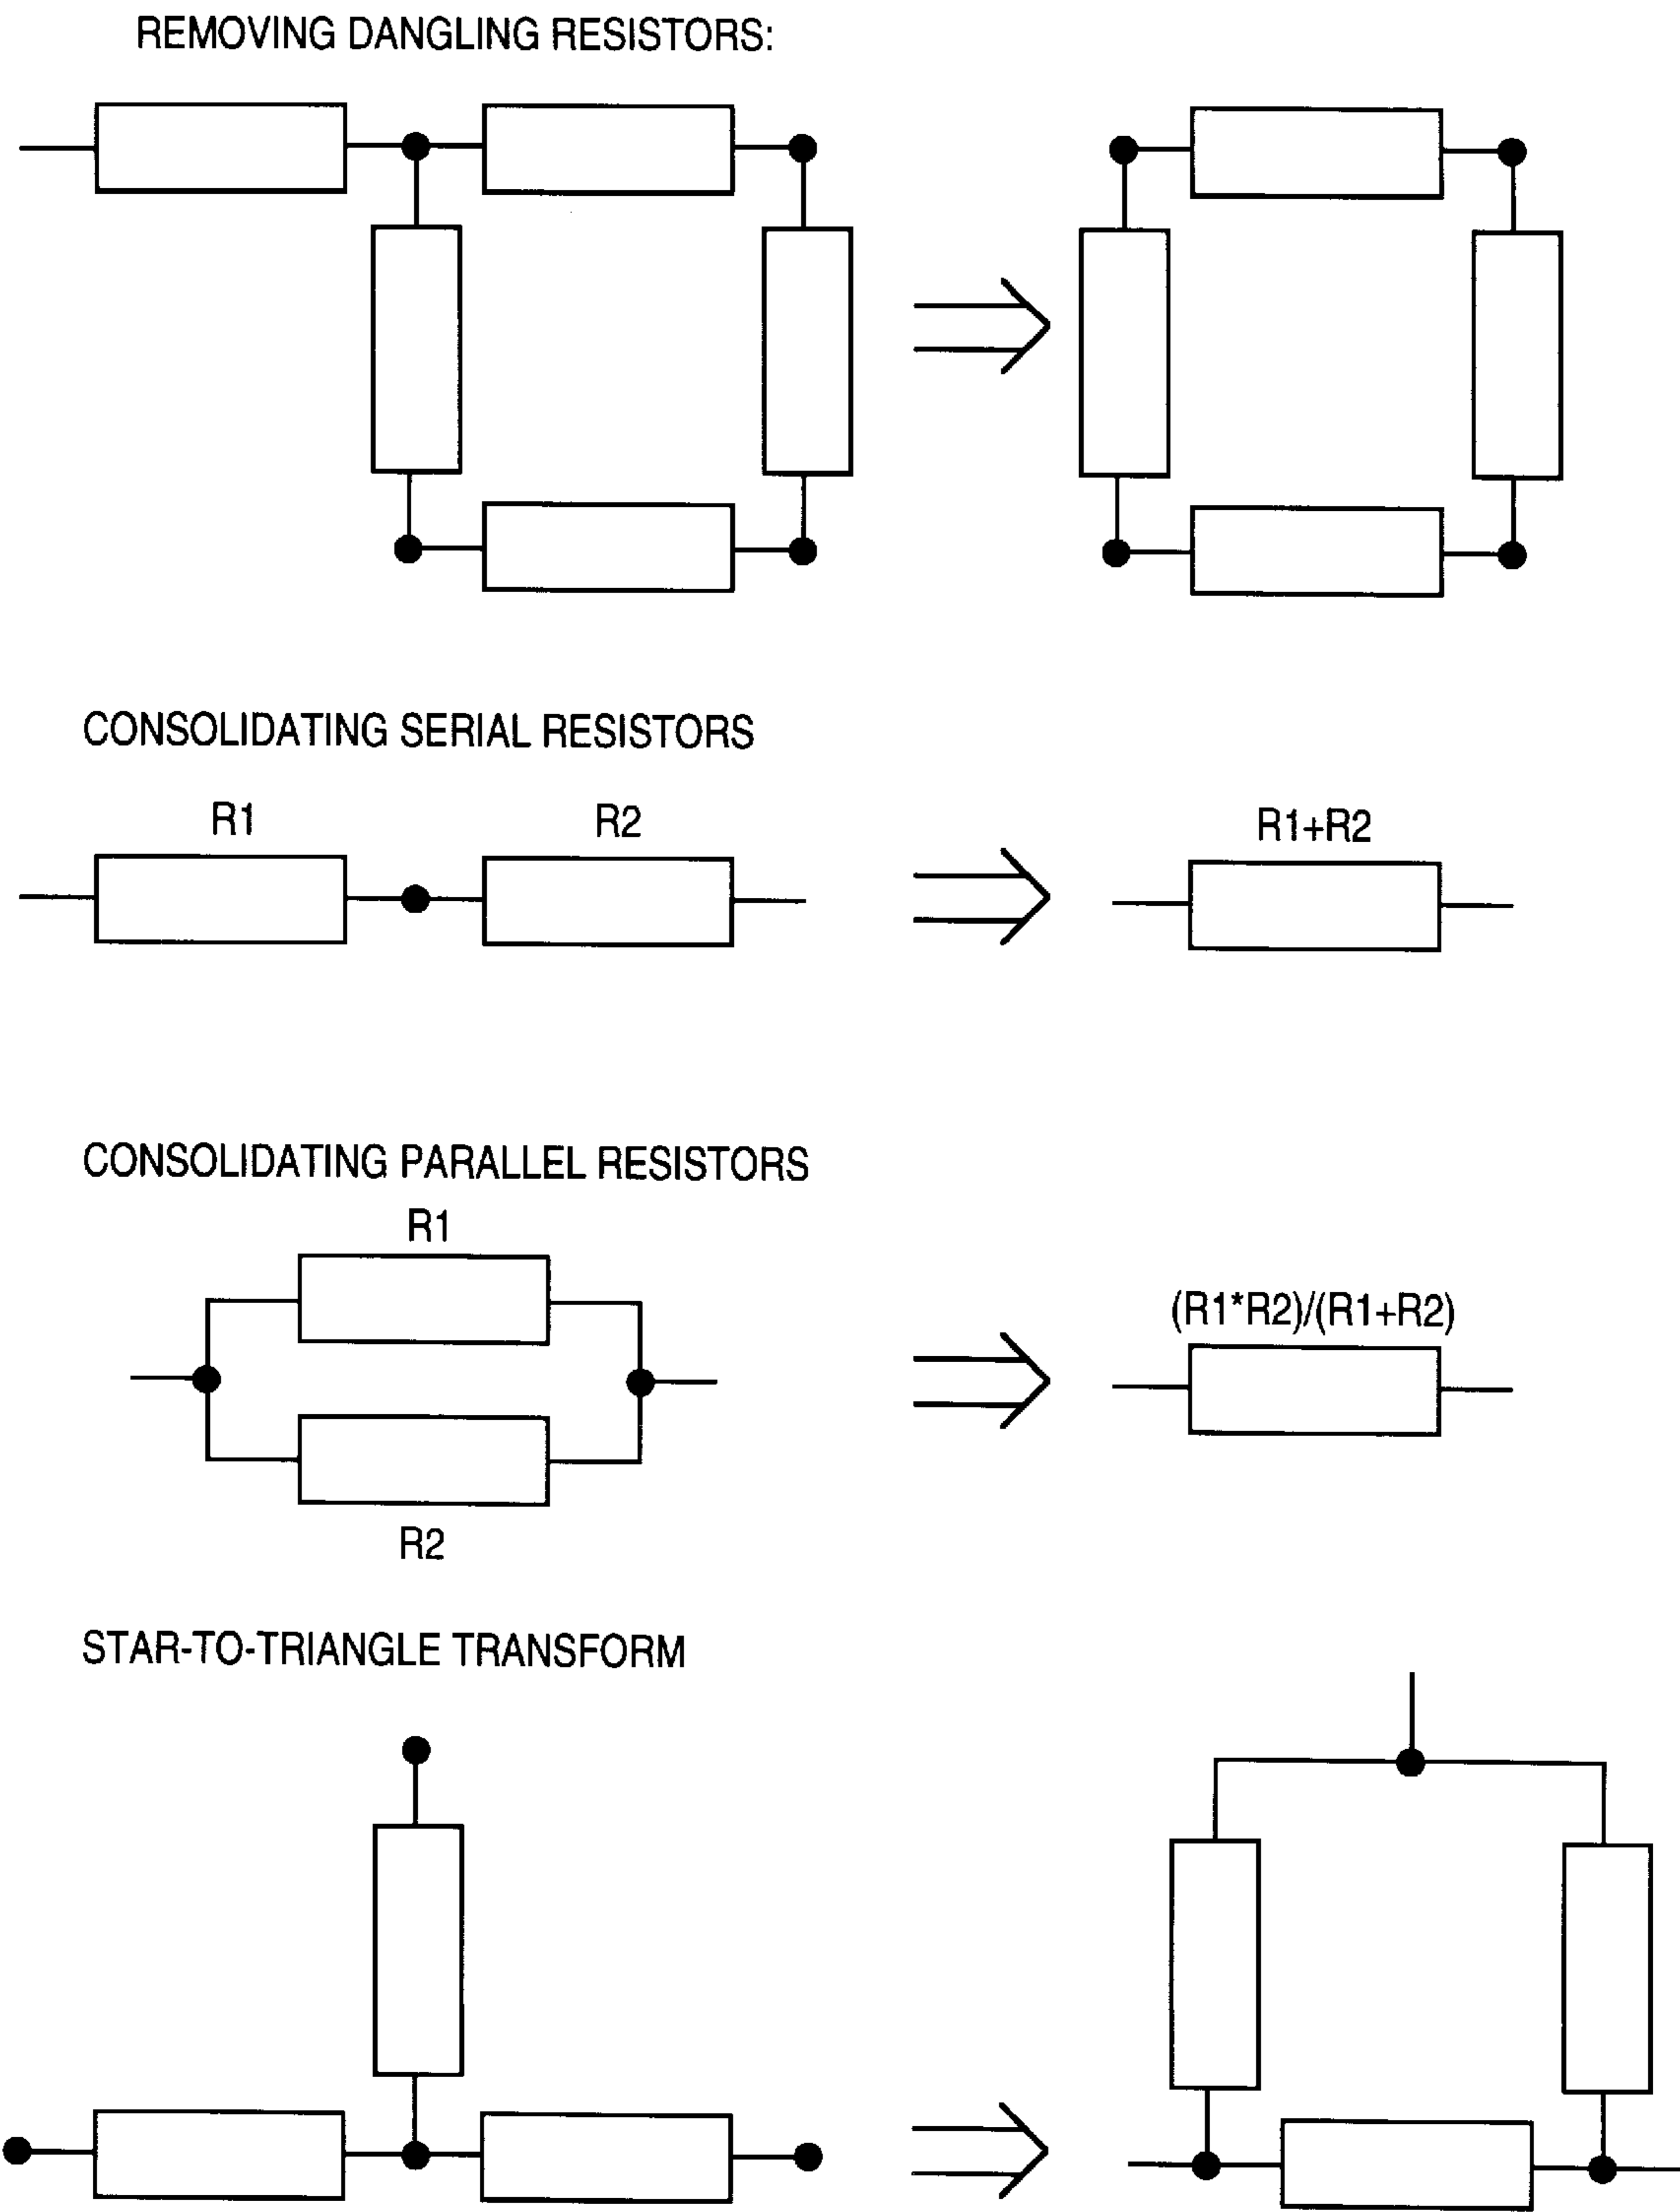 REMOVING DANGLING RESISTORS:
CONSOLIDATING SERIAL RESISTORS
R1
R2
R1+R2
CONSOLIDATING PARALLEL RESISTORS
R1
(R1*R2)/(R1+R2)
R2
STAR-TO-TRIANGLE TRANSFORM